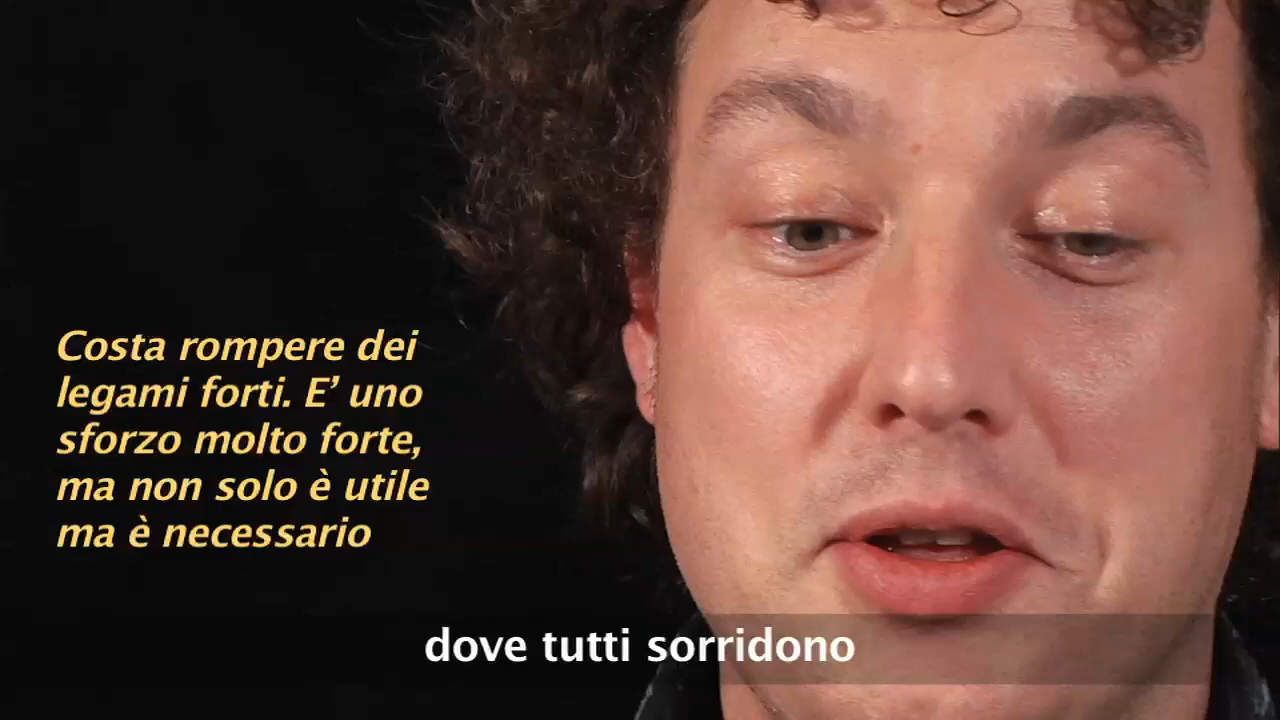 Costa rompere dei
legami forti. E’ uno
sforzo molto forte,
ma non solo è utile
ma è necessario
dove tutti sorridono